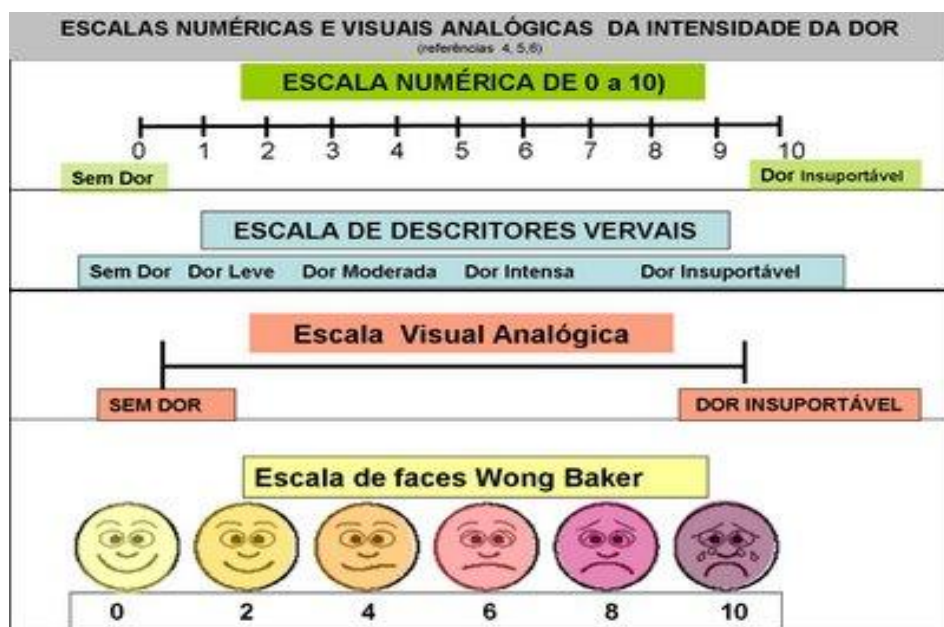 ESCALAS NUMÉRICAS E VISUAIS ANALÓGICAS DA INTENSIDADE DA DOR
(referências 4, 5,6)
ESCALA NUMÉRICA DE 0 a 10)
0 1 2 3 4 5 6 7 8 9 10
Sem Dor Dor Insuportável
ESCALA DE DESCRITORES VERVAIS
Sem Dor Dor Leve Dor Moderada Dor Intensa Dor Insuportável
Escala Visual Analógica
SEM DOR DOR INSUPORTÁVEL
Escala de faces Wong Baker
0 2 4 6 8 10